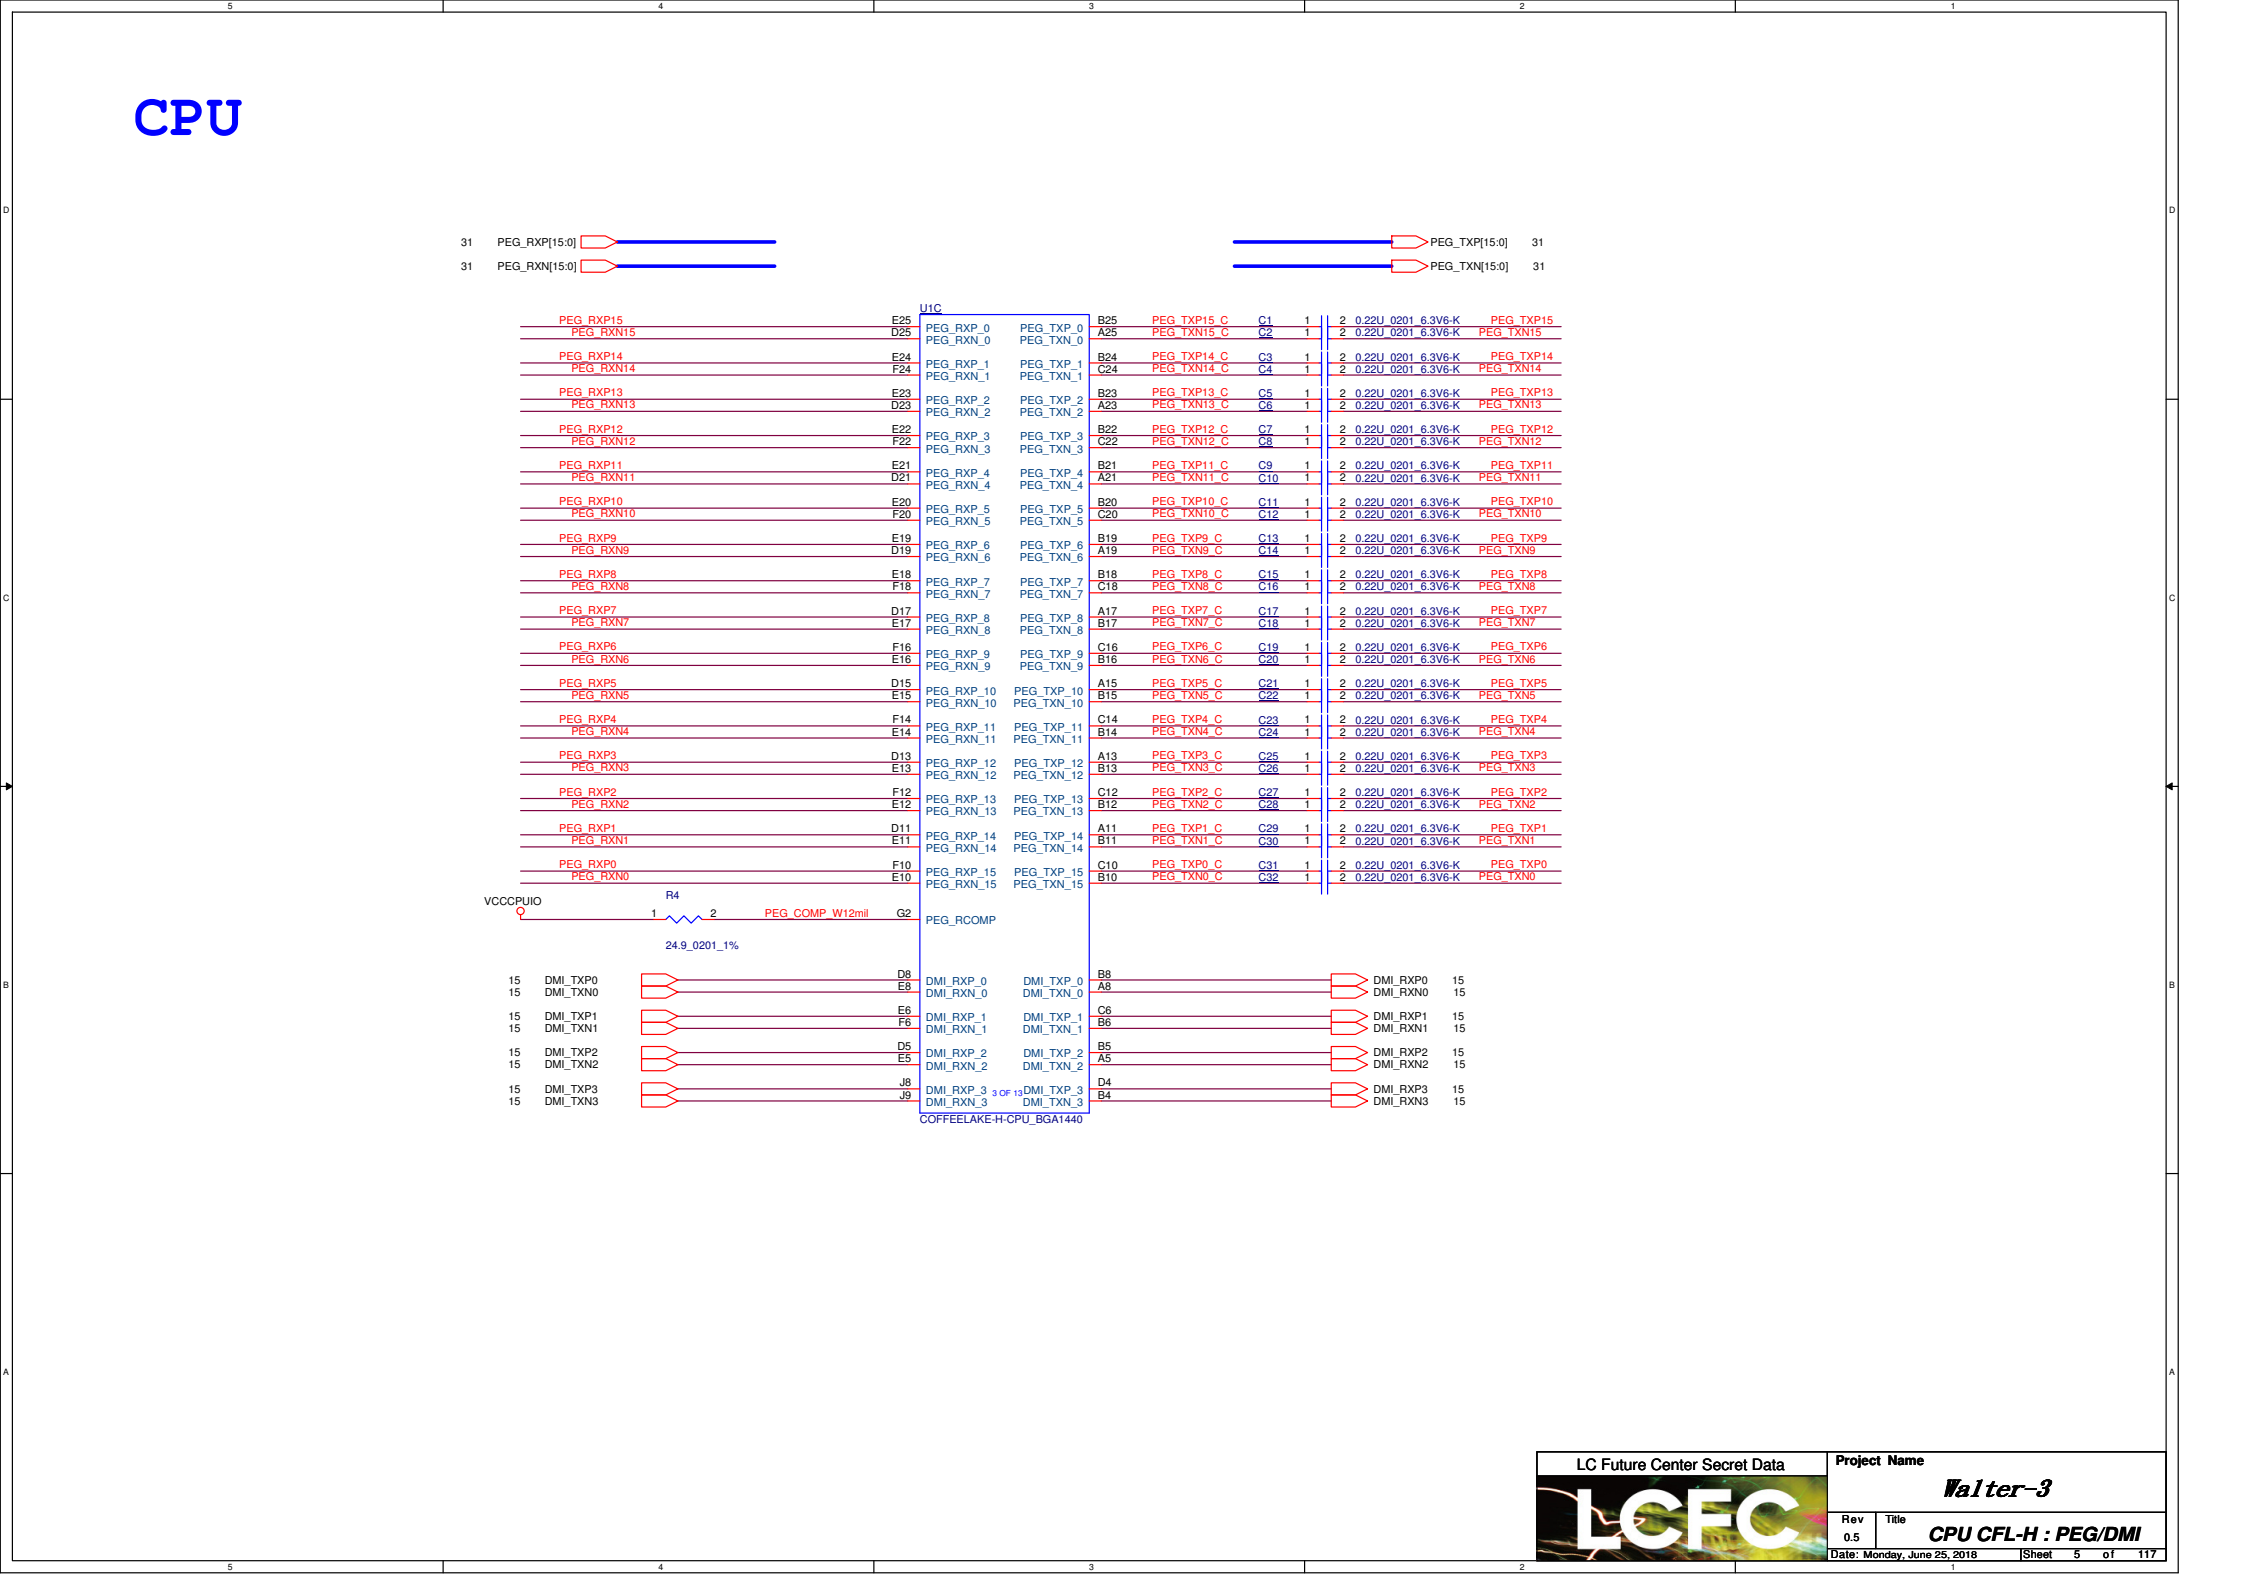 5 4 3 2 1
CPU
D D
31 PEG_RXP[15:0] PEG_TXP[15:0] 31
31 PEG_RXN[15:0] PEG_TXN[15:0] 31
U1C
PEG_RXP15 E25 PEG_RXP_0 PEG_TXP_0 B25 PEG_TXP15_C C1 1 2 0.22U_0201_6.3V6-K PEG_TXP15
PEG_RXN15 D25 PEG_RXN_0 PEG_TXN_0 A25 PEG_TXN15_C C2 1 2 0.22U_0201_6.3V6-K PEG_TXN15
PEG_RXP14 E24 PEG_RXP_1 PEG_TXP_1 B24 PEG_TXP14_C C3 1 2 0.22U_0201_6.3V6-K PEG_TXP14
PEG_RXN14 F24 PEG_RXN_1 PEG_TXN_1 C24 PEG_TXN14_C C4 1 2 0.22U_0201_6.3V6-K PEG_TXN14
PEG_RXP13 E23 PEG_RXP_2 PEG_TXP_2 B23 PEG_TXP13_C C5 1 2 0.22U_0201_6.3V6-K PEG_TXP13
PEG_RXN13 D23 PEG_RXN_2 PEG_TXN_2 A23 PEG_TXN13_C C6 1 2 0.22U_0201_6.3V6-K PEG_TXN13
PEG_RXP12 E22 PEG_RXP_3 PEG_TXP_3 B22 PEG_TXP12_C C7 1 2 0.22U_0201_6.3V6-K PEG_TXP12
PEG_RXN12 F22 PEG_RXN_3 PEG_TXN_3 C22 PEG_TXN12_C C8 1 2 0.22U_0201_6.3V6-K PEG_TXN12
PEG_RXP11 E21 PEG_RXP_4 PEG_TXP_4 B21 PEG_TXP11_C C9 1 2 0.22U_0201_6.3V6-K PEG_TXP11
PEG_RXN11 D21 PEG_RXN_4 PEG_TXN_4 A21 PEG_TXN11_C C10 1 2 0.22U_0201_6.3V6-K PEG_TXN11
PEG_RXP10 E20 PEG_RXP_5 PEG_TXP_5 B20 PEG_TXP10_C C11 1 2 0.22U_0201_6.3V6-K PEG_TXP10
PEG_RXN10 F20 PEG_RXN_5 PEG_TXN_5 C20 PEG_TXN10_C C12 1 2 0.22U_0201_6.3V6-K PEG_TXN10
PEG_RXP9 E19 PEG_RXP_6 PEG_TXP_6 B19 PEG_TXP9_C C13 1 2 0.22U_0201_6.3V6-K PEG_TXP9
PEG_RXN9 D19 PEG_RXN_6 PEG_TXN_6 A19 PEG_TXN9_C C14 1 2 0.22U_0201_6.3V6-K PEG_TXN9
PEG_RXP8 E18 PEG_RXP_7 PEG_TXP_7 B18 PEG_TXP8_C C15 1 2 0.22U_0201_6.3V6-K PEG_TXP8
PEG_RXN8 F18 PEG_RXN_7 PEG_TXN_7 C18 PEG_TXN8_C C16 1 2 0.22U_0201_6.3V6-K PEG_TXN8
C C
PEG_RXP7 D17 PEG_RXP_8 PEG_TXP_8 A17 PEG_TXP7_C C17 1 2 0.22U_0201_6.3V6-K PEG_TXP7
PEG_RXN7 E17 PEG_RXN_8 PEG_TXN_8 B17 PEG_TXN7_C C18 1 2 0.22U_0201_6.3V6-K PEG_TXN7
PEG_RXP6 F16 PEG_RXP_9 PEG_TXP_9 C16 PEG_TXP6_C C19 1 2 0.22U_0201_6.3V6-K PEG_TXP6
PEG_RXN6 E16 PEG_RXN_9 PEG_TXN_9 B16 PEG_TXN6_C C20 1 2 0.22U_0201_6.3V6-K PEG_TXN6
PEG_RXP5 D15 PEG_RXP_10 PEG_TXP_10 A15 PEG_TXP5_C C21 1 2 0.22U_0201_6.3V6-K PEG_TXP5
PEG_RXN5 E15 PEG_RXN_10 PEG_TXN_10 B15 PEG_TXN5_C C22 1 2 0.22U_0201_6.3V6-K PEG_TXN5
PEG_RXP4 F14 PEG_RXP_11 PEG_TXP_11 C14 PEG_TXP4_C C23 1 2 0.22U_0201_6.3V6-K PEG_TXP4
PEG_RXN4 E14 PEG_RXN_11 PEG_TXN_11 B14 PEG_TXN4_C C24 1 2 0.22U_0201_6.3V6-K PEG_TXN4
PEG_RXP3 D13 PEG_RXP_12 PEG_TXP_12 A13 PEG_TXP3_C C25 1 2 0.22U_0201_6.3V6-K PEG_TXP3
PEG_RXN3 E13 PEG_RXN_12 PEG_TXN_12 B13 PEG_TXN3_C C26 1 2 0.22U_0201_6.3V6-K PEG_TXN3
PEG_RXP2 F12 PEG_RXP_13 PEG_TXP_13 C12 PEG_TXP2_C C27 1 2 0.22U_0201_6.3V6-K PEG_TXP2
PEG_RXN2 E12 PEG_RXN_13 PEG_TXN_13 B12 PEG_TXN2_C C28 1 2 0.22U_0201_6.3V6-K PEG_TXN2
PEG_RXP1 D11 PEG_RXP_14 PEG_TXP_14 A11 PEG_TXP1_C C29 1 2 0.22U_0201_6.3V6-K PEG_TXP1
PEG_RXN1 E11 PEG_RXN_14 PEG_TXN_14 B11 PEG_TXN1_C C30 1 2 0.22U_0201_6.3V6-K PEG_TXN1
PEG_RXP0 F10 PEG_RXP_15 PEG_TXP_15 C10 PEG_TXP0_C C31 1 2 0.22U_0201_6.3V6-K PEG_TXP0
PEG_RXN0 E10 PEG_RXN_15 PEG_TXN_15 B10 PEG_TXN0_C C32 1 2 0.22U_0201_6.3V6-K PEG_TXN0
R4
VCCCPUIO
1 2 PEG_COMP_W12mil G2 PEG_RCOMP
24.9_0201_1%
15 DMI_TXP0 D8 DMI_RXP_0 DMI_TXP_0 B8 DMI_RXP0 15
B B
15 DMI_TXN0 E8 DMI_RXN_0 DMI_TXN_0 A8 DMI_RXN0 15
15 DMI_TXP1 E6 DMI_RXP_1 DMI_TXP_1 C6 DMI_RXP1 15
15 DMI_TXN1 F6 DMI_RXN_1 DMI_TXN_1 B6 DMI_RXN1 15
15 DMI_TXP2 D5 DMI_RXP_2 DMI_TXP_2 B5 DMI_RXP2 15
15 DMI_TXN2 E5 DMI_RXN_2 DMI_TXN_2 A5 DMI_RXN2 15
15 DMI_TXP3 J8 DMI_RXP_3 3 OF 13 DMI_TXP_3 D4 DMI_RXP3 15
15 DMI_TXN3 J9 DMI_RXN_3 DMI_TXN_3 B4 DMI_RXN3 15
COFFEELAKE-H-CPU_BGA1440
A A
LC Future Center Secret Data
LCFC
Project Name
Walter-3
Rev Title
0.5 CPU CFL-H : PEG/DMI
Date: Monday, June 25, 2018 Sheet 5 of 117
5 4 3 2 1